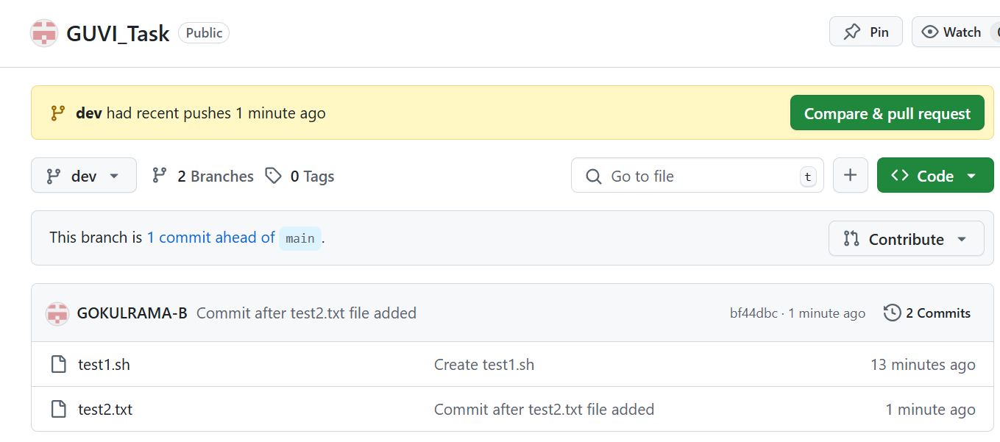 GUVI_Task Public Pin Watch
dev had recent pushes 1 minute ago Compare & pull request
dev 2 Branches 0 Tags Go to file t Code
This branch is 1 commit ahead of main . Contribute
GOKULRAMA-B Commit after test2.txt file added bf44dbc · 1 minute ago 2 Commits
test1.sh Create test1.sh 13 minutes ago
test2.txt Commit after test2.txt file added 1 minute ago